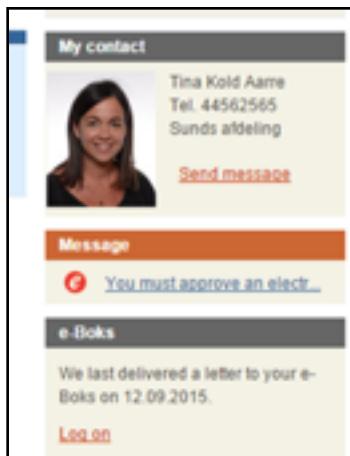 My contact
Tina Kold Aarre
Tel. 44562565
Sunds afdeling
Send message
Message
You must approve an electr...
e-Boks
We last delivered a letter to your e-
Boks on 12.09.2015.
Log on